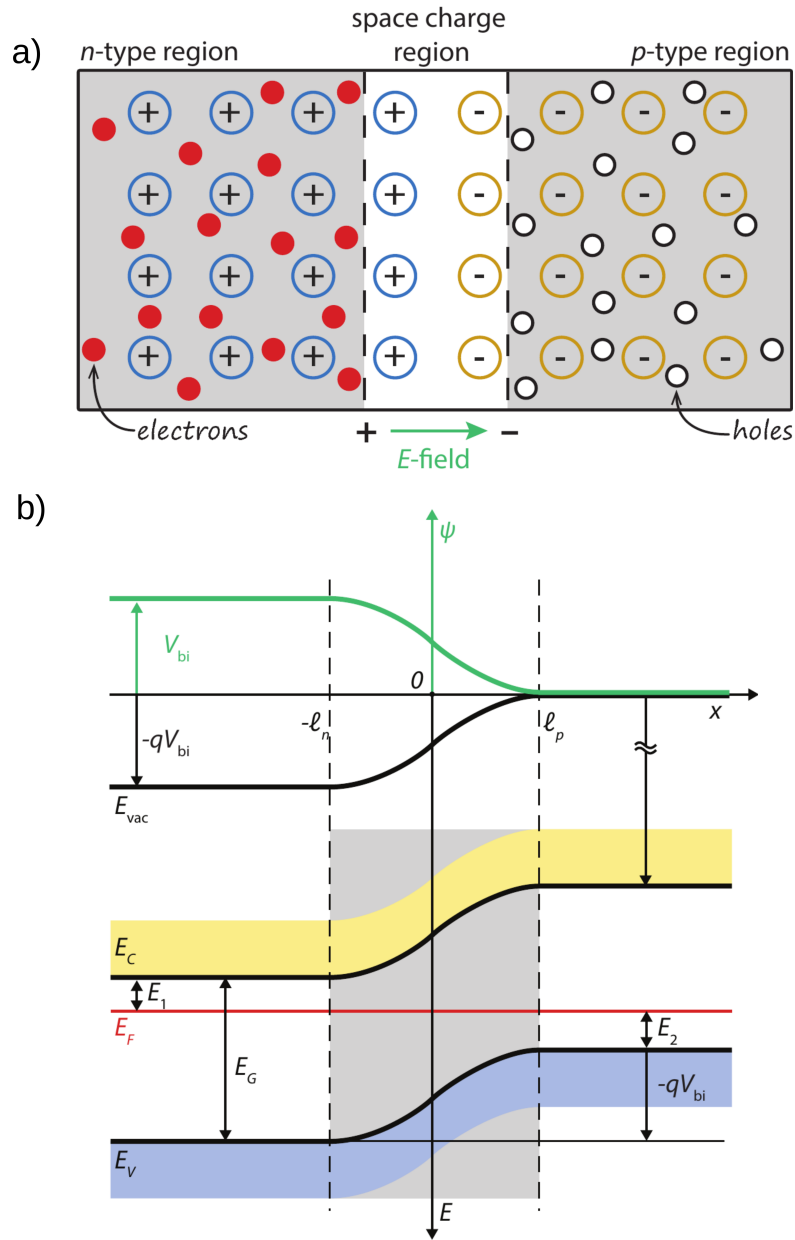 a)
n-type region
space charge
region
p-type region
+ + + + - - - -
+ + + + - - - -
+ + + + - - - -
+ + + + - - - -
electrons
+
-
holes
E-field
b)
ψ
V_bi
0
x
-qV_bi
-ℓ_n
ℓ_p
≈
E_vac
E_C
E_1
E_F
E_2
E_G
-qV_bi
E_V
E